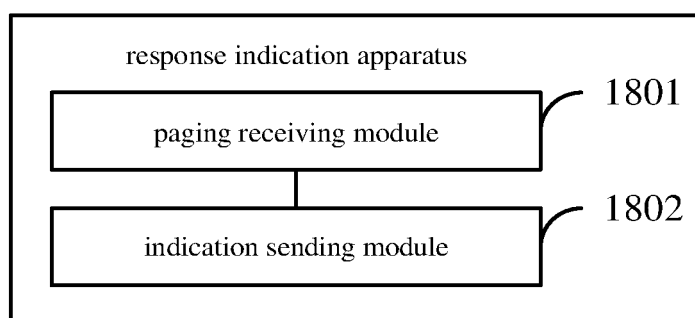 response indication apparatus
1801
paging receiving module
1802
indication sending module